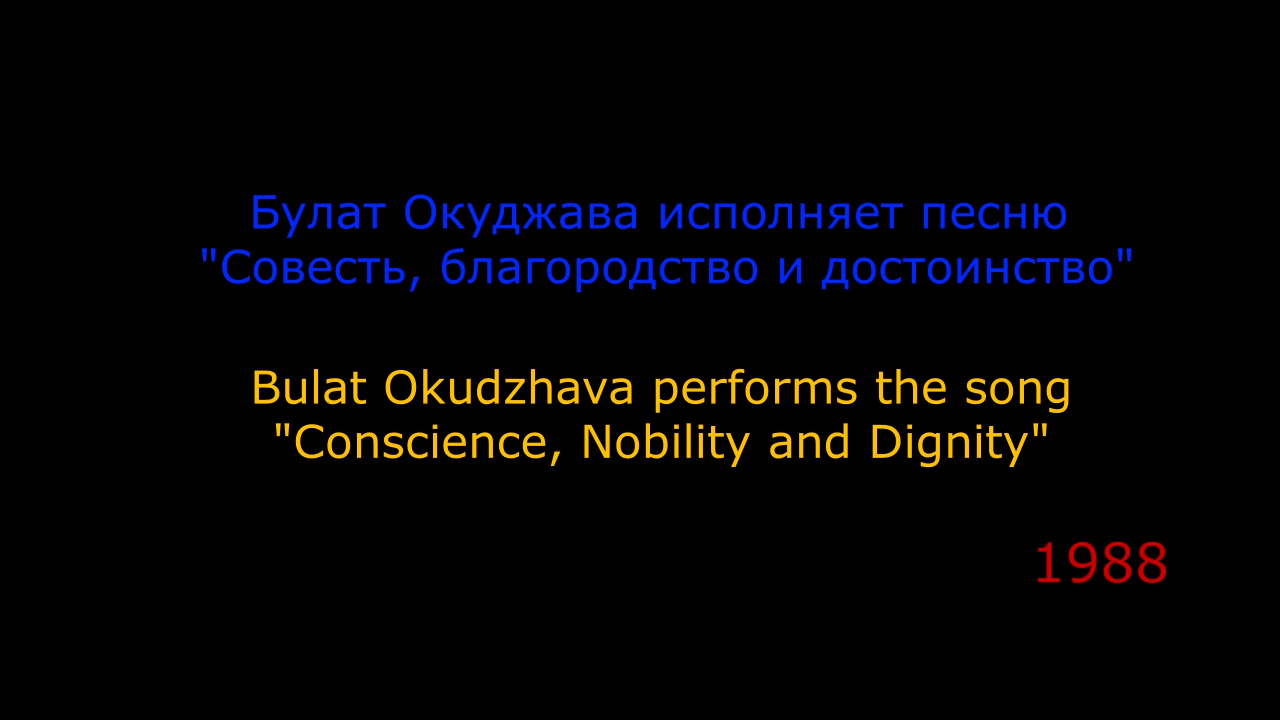 Булат Окуджава исполняет песню
"Совесть, благородство и достоинство"
Bulat Okudzhava performs the song
"Conscience, Nobility and Dignity"
1988